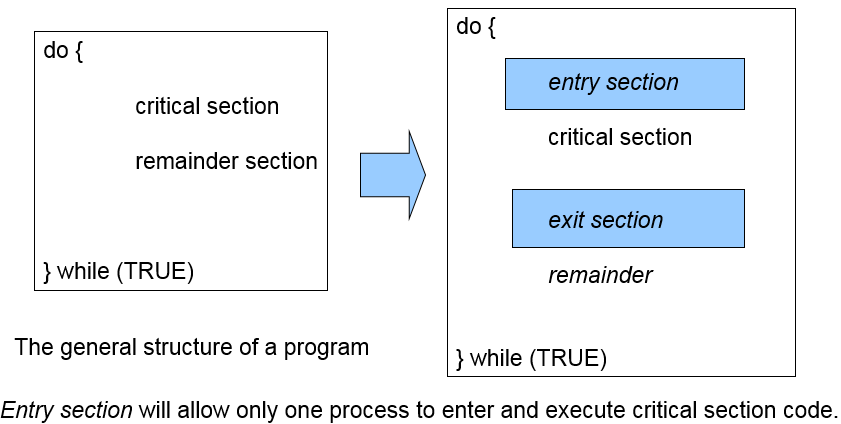 do {
critical section
remainder section
} while (TRUE)
The general structure of a program
do {
entry section
critical section
exit section
remainder
} while (TRUE)
Entry section will allow only one process to enter and execute critical section code.